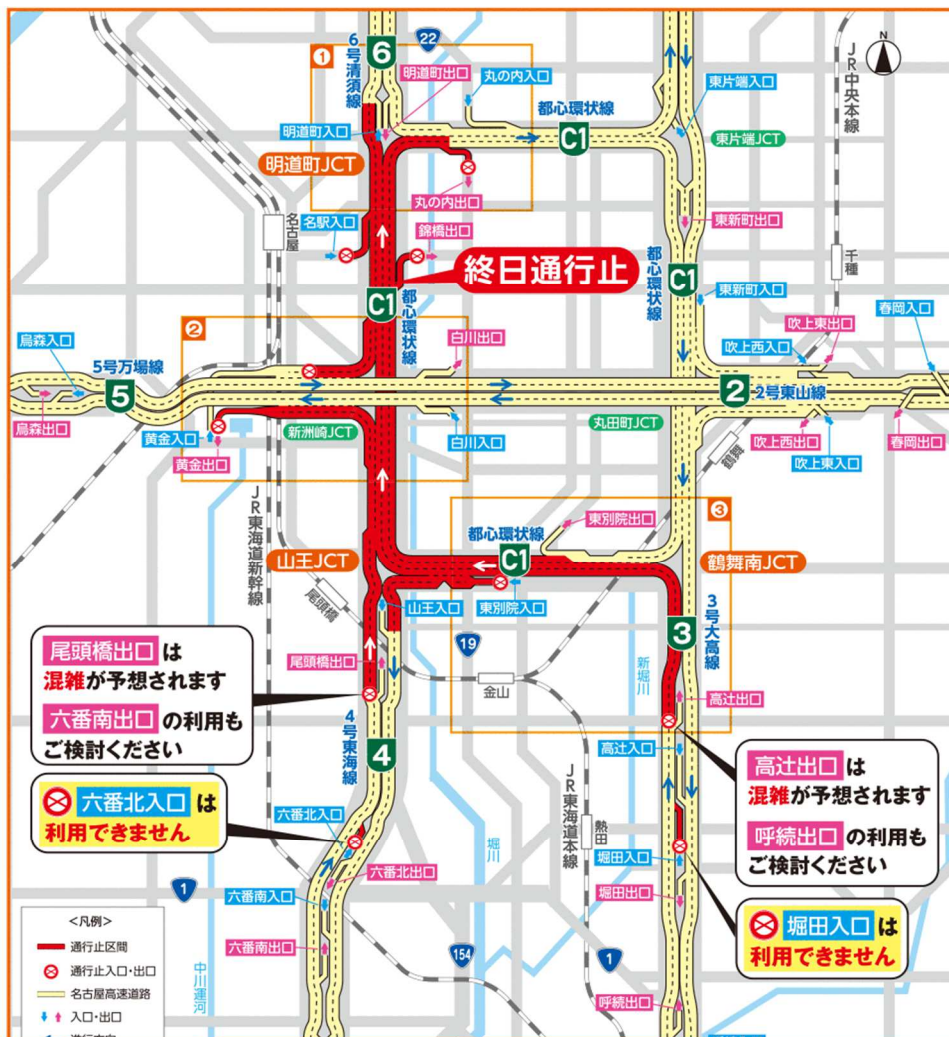 6号清須線
6
22
①
明道町出口
丸の内入口
都心環状線
C1
東片端入口
JR中央本線
N
明道町入口
東片端JCT
明道町JCT
丸の内出口
名古屋
名駅入口
錦橋出口
東新町出口
終日通行止
千種
C1
都心環状線
都心環状線
C1
東新町入口
春岡入口
②
烏森入口
白川出口
吹上東出口
吹上西入口
5号万場線
5
2
2号東山線
烏森出口
黄金入口
新洲崎JCT
白川入口
丸田町JCT
吹上西出口
春岡出口
黄金出口
吹上東入口
鶴舞
JR東海道新幹線
東別院出口
③
都心環状線
C1
山王JCT
鶴舞南JCT
尾頭橋
山王入口
東別院入口
3号大高線
3
19
尾頭橋出口
新堀川
金山
高辻出口
尾頭橋出口 は
混雑が予想されます
六番南出口 の利用も
ご検討ください
4号東海線
4
高辻入口
高辻出口 は
混雑が予想されます
呼続出口 の利用も
ご検討ください
JR東海道本線
熱田
六番北入口 は
利用できません
六番北入口
堀川
堀田入口
六番北出口
1
六番南入口
堀田出口
堀田入口 は
利用できません
<凡例>
通行止区間
通行止入口・出口
名古屋高速道路
入口・出口
進行方向
六番南出口
154
1
中川運河
呼続出口